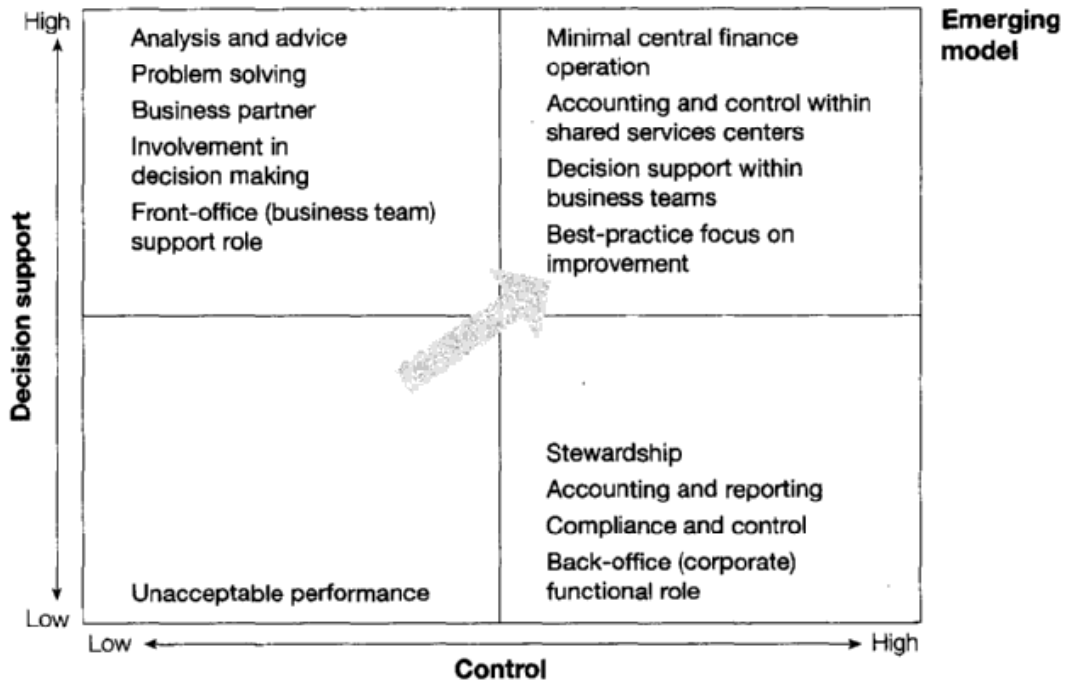 High
Analysis and advice
Problem solving
Business partner
Involvement in
decision making
Front-office (business team)
support role
Minimal central finance
operation
Accounting and control within
shared services centers
Decision support within
business teams
Best-practice focus on
improvement
Emerging
model
Decision support
Unacceptable performance
Stewardship
Accounting and reporting
Compliance and control
Back-office (corporate)
functional role
Low
Low
High
Control